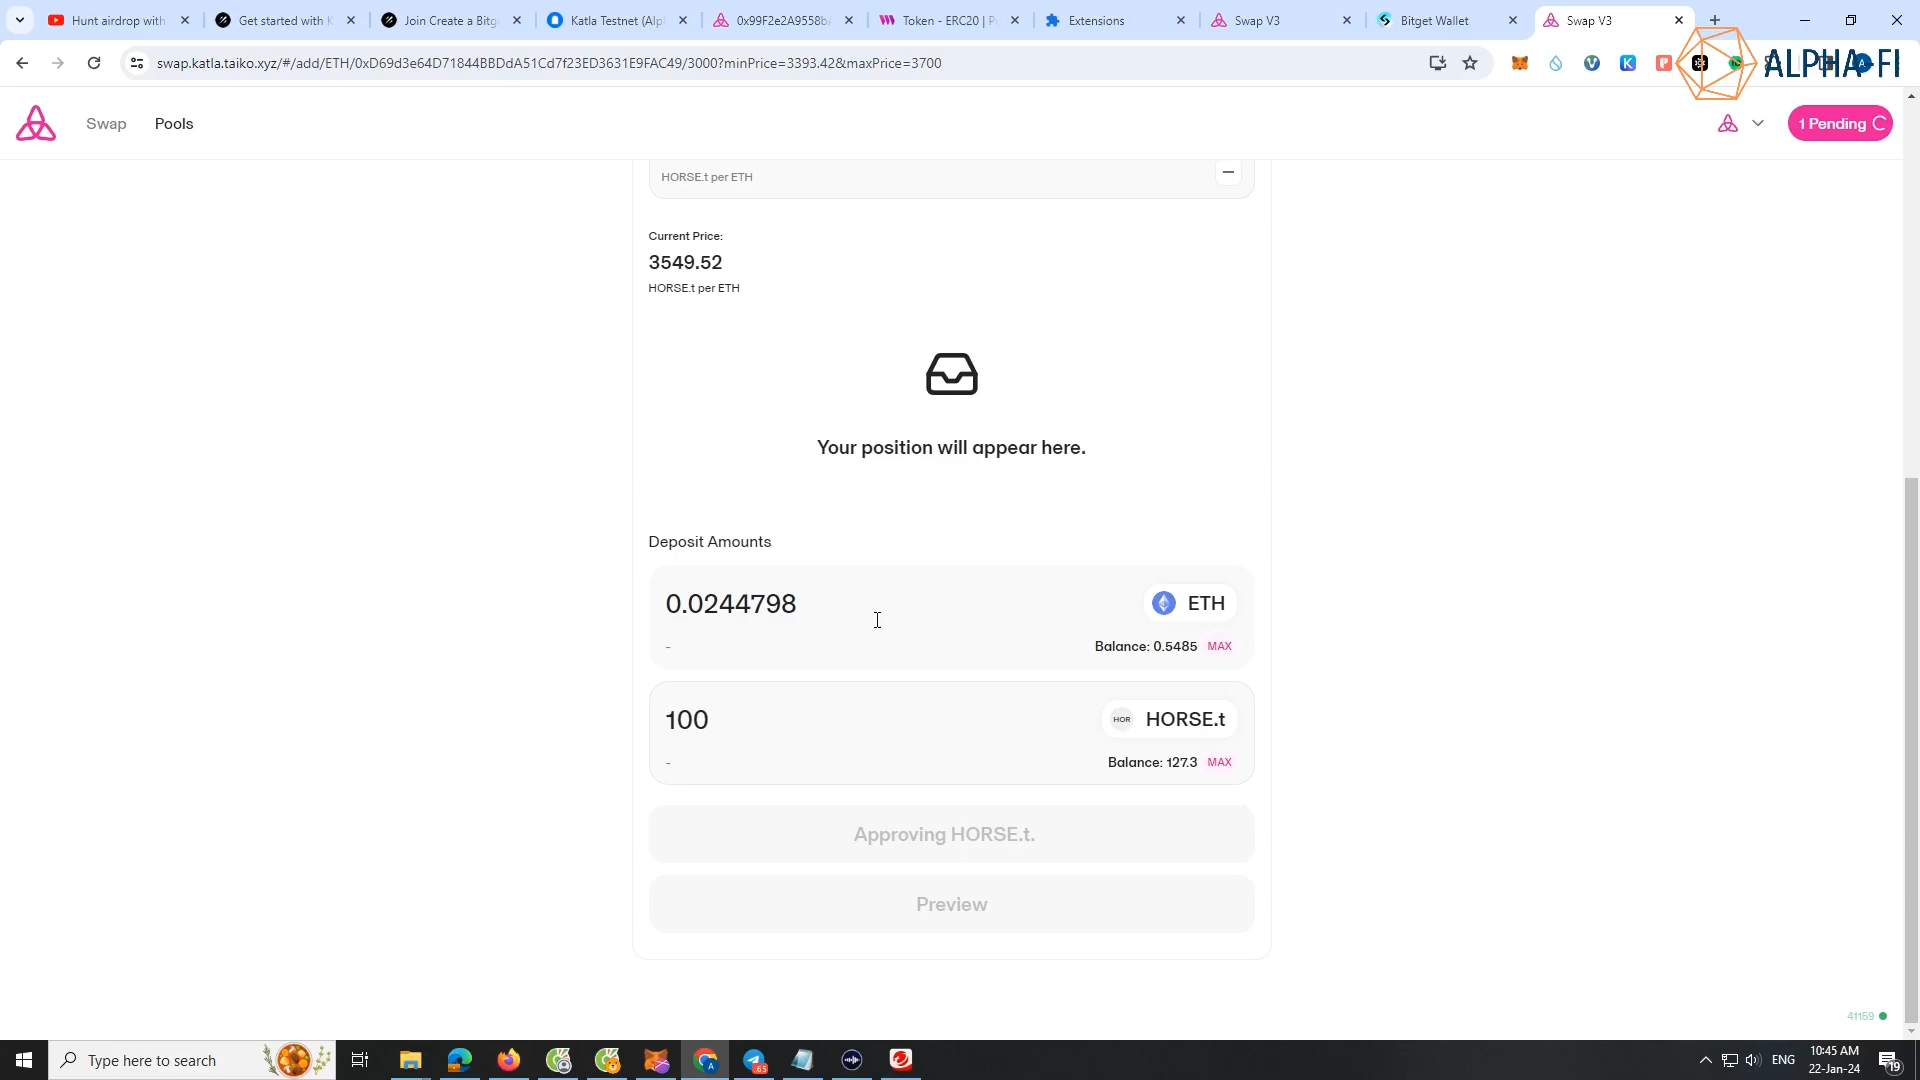 Hunt airdrop with
Get started with K
Join Create a Bitg
Katla Testnet (Alp
0x99F2e2A9558b
Token - ERC20 | P
Extensions
Swap V3
Bitget Wallet
Swap V3
swap.katla.taiko.xyz/#/add/ETH/0xD69d3e64D71844BBDdA51Cd7f23ED3631E9FAC49/3000?minPrice=3393.42&maxPrice=3700
ALPHA FI
Swap
Pools
1 Pending
HORSE.t per ETH
Current Price:
3549.52
HORSE.t per ETH
Your position will appear here.
Deposit Amounts
0.0244798
ETH
-
Balance: 0.5485 MAX
100
HOR
HORSE.t
-
Balance: 127.3 MAX
Approving HORSE.t.
Preview
41159
Type here to search
65
ENG
10:45 AM
22-Jan-24
19